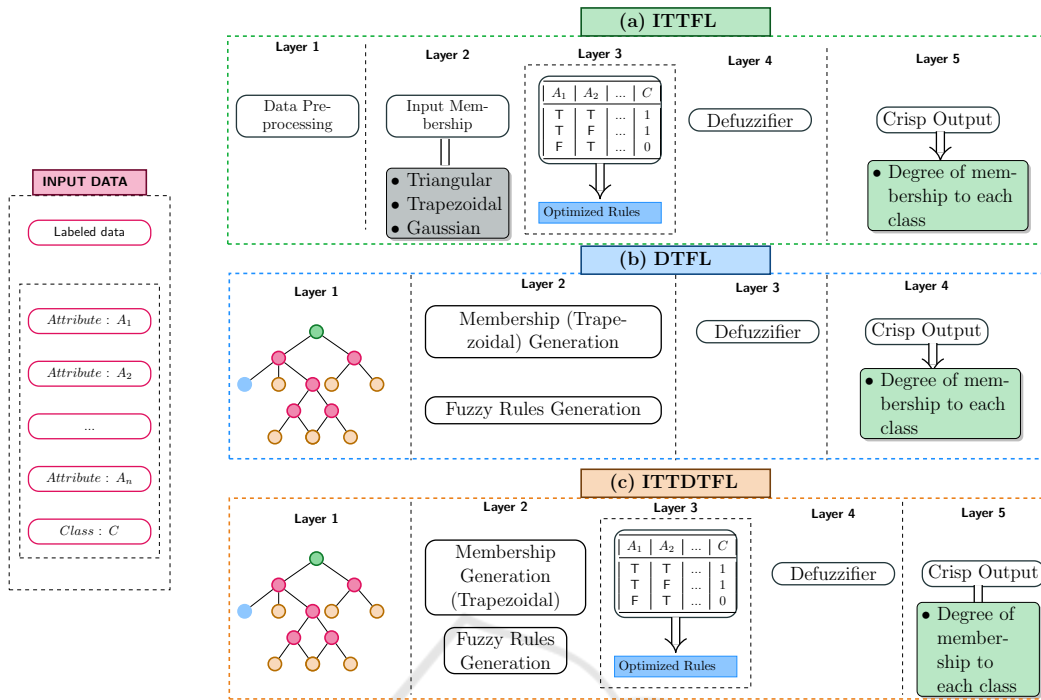 INPUT DATA
Labeled data
Attribute : A1
Attribute : A2
...
Attribute : An
Class : C
(a) ITTFL
Layer 1
Data Pre-
processing
Layer 2
Input Mem-
bership
• Triangular
• Trapezoidal
• Gaussian
Layer 3
A1 A2 ... C
T T ... 1
T F ... 1
F T ... 0
Optimized Rules
Layer 4
Defuzzifier
Layer 5
Crisp Output
• Degree of mem-
bership to each
class
(b) DTFL
Layer 1
Layer 2
Membership (Trape-
zoidal) Generation
Fuzzy Rules Generation
Layer 3
Defuzzifier
Layer 4
Crisp Output
• Degree of mem-
bership to each
class
(c) ITTDTFL
Layer 1
Layer 2
Membership
Generation
(Trapezoidal)
Fuzzy Rules
Generation
Layer 3
A1 A2 ... C
T T ... 1
T F ... 1
F T ... 0
Optimized Rules
Layer 4
Defuzzifier
Layer 5
Crisp Output
• Degree of
member-
ship to
each class